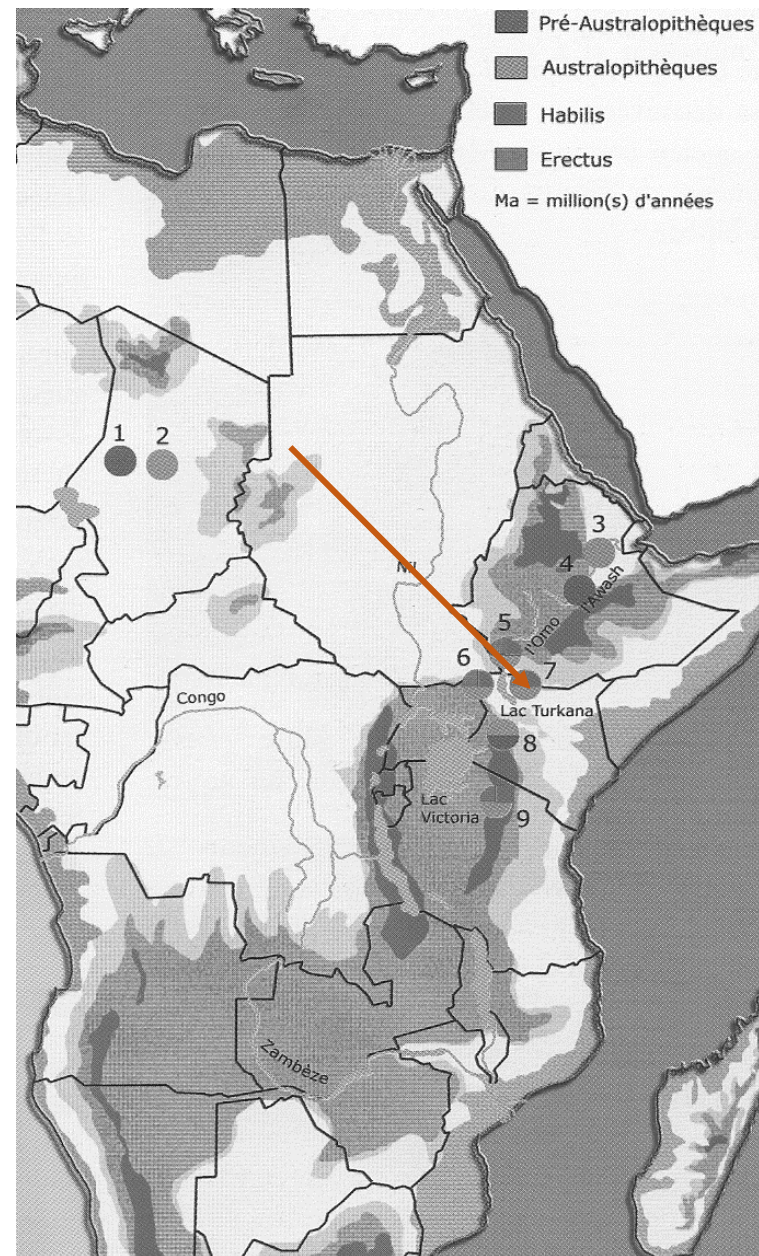 Pré-Australopithèques
Australopithèques
Habilis
Erectus
Ma = million(s) d'années
1
2
3
4
l'Awash
Nil
5
l'Omo
6
7
Lac Turkana
Congo
8
Lac
Victoria
9
Zambèze